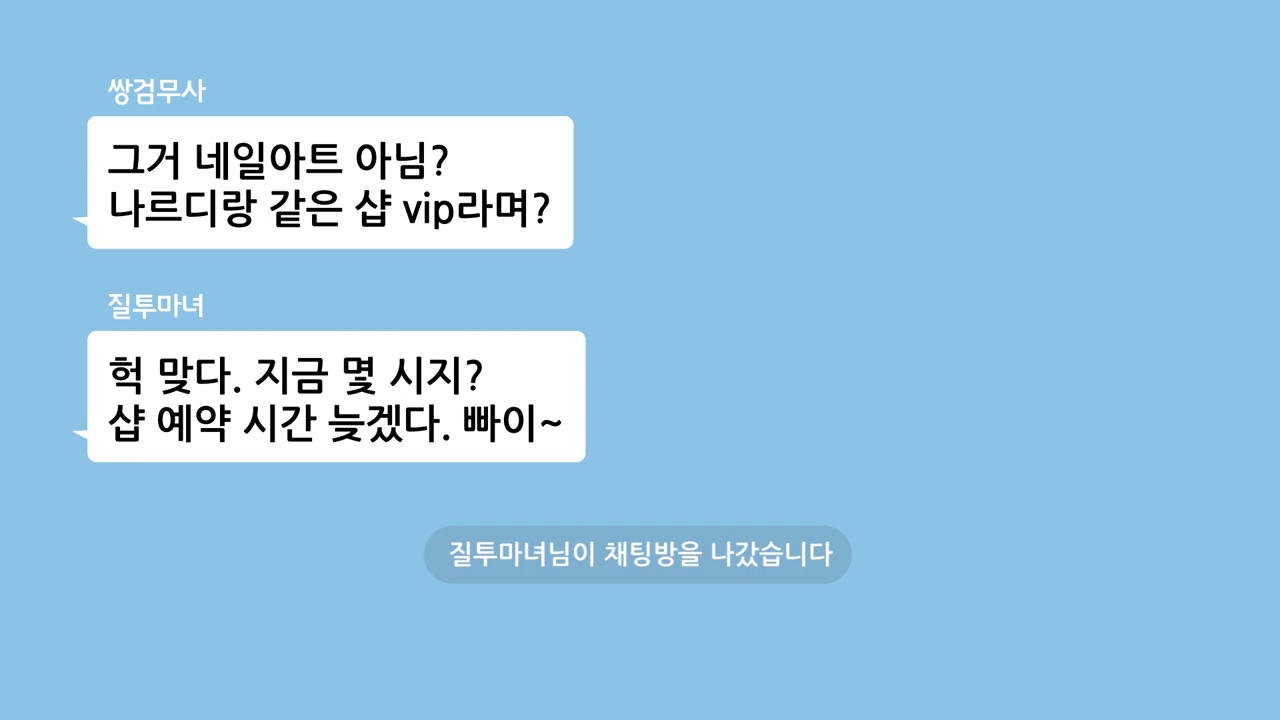 쌍검무사
그거 네일아트 아님?
나르디랑 같은 샵 vip라며?
질투마녀
헉 맞다. 지금 몇 시지?
샵 예약 시간 늦겠다. 빠이~
질투마녀님이 채팅방을 나갔습니다